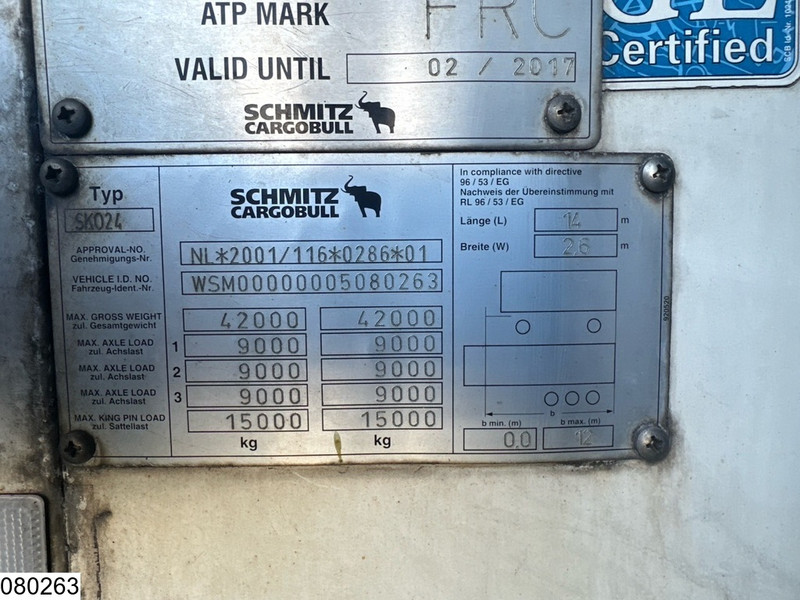 ATP MARK FRC
VALID UNTIL 02 / 2017
SCHMITZ
CARGOBULL
Certified
SCB Id.-Nr.
Typ
SKO24
SCHMITZ
CARGOBULL
APPROVAL-NO.
Genehmigungs-Nr.
NL*2001/116*0286*01
VEHICLE I.D. NO.
Fahrzeug-Ident.-Nr.
WSM00000005080263
MAX. GROSS WEIGHT
zul. Gesamtgewicht
42000 42000
MAX. AXLE LOAD
zul. Achslast
1 9000 9000
MAX. AXLE LOAD
zul. Achslast
2 9000 9000
MAX. AXLE LOAD
zul. Achslast
3 9000 9000
MAX. KING PIN LOAD
zul. Sattellast
15000 15000
kg kg
In compliance with directive
96 / 53 / EG
Nachweis der Übereinstimmung mit
RL 96 / 53 / EG
Länge (L) 14 m
Breite (W) 2.6 m
b
b min. (m) b max. (m)
0.0 12
920520
080263